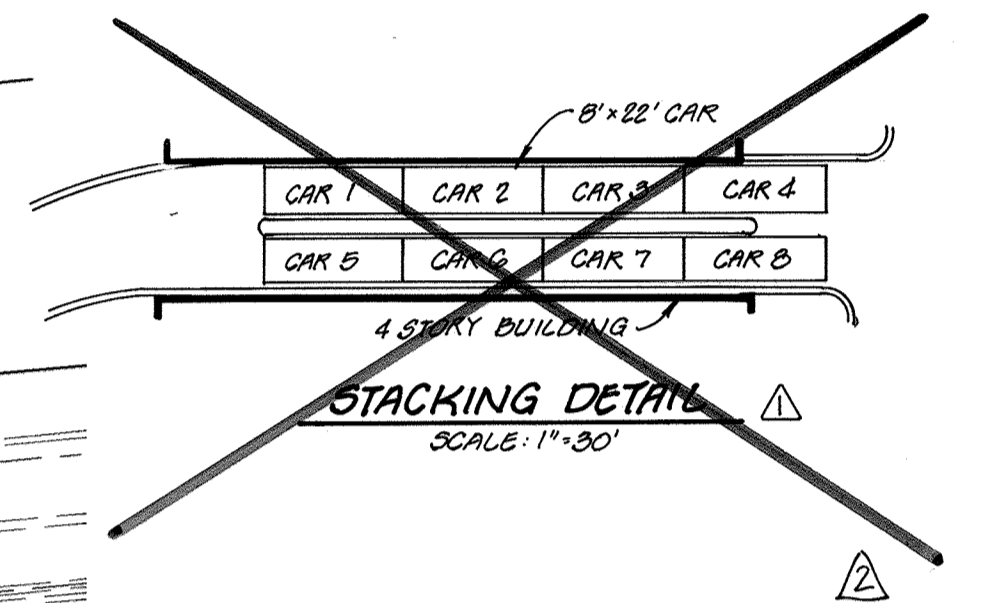 8'x22' CAR
CAR 1 CAR 2 CAR 3 CAR 4
CAR 5 CAR 6 CAR 7 CAR 8
4 STORY BUILDING
STACKING DETAIL 1
SCALE: 1"=30'
2